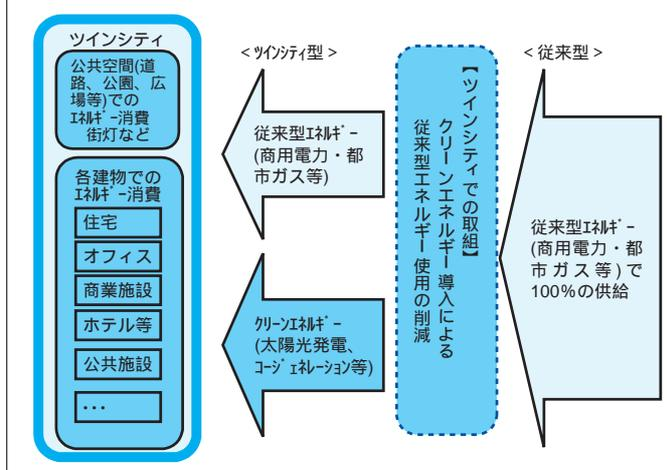 ツインシティ
公共空間(道
路、公園、広
場等)での
ｴﾈﾙｷﾞｰ消費
街灯など
各建物での
ｴﾈﾙｷﾞｰ消費
住宅
オフィス
商業施設
ホテル等
公共施設
･･･
＜ﾂｲﾝｼﾃｨ型＞
従来型ｴﾈﾙｷﾞｰ
(商用電力・都
市ガス等)
ｸﾘｰﾝｴﾈﾙｷﾞｰ
(太陽光発電、
ｺｰｼﾞｪﾈﾚｰｼｮﾝ等)
【ツインシティでの取組】
クリーンエネルギー導入による
従来型エネルギー使用の削減
＜従来型＞
従来型ｴﾈﾙｷﾞｰ
(商用電力・都
市ガス等)で
100%の供給